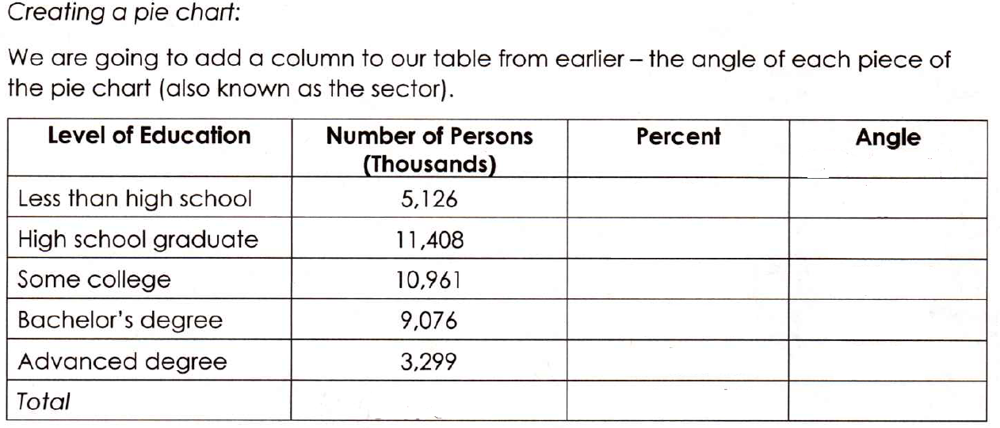 Creating a pie chart:
We are going to add a column to our table from earlier – the angle of each piece of
the pie chart (also known as the sector).
Level of Education Number of Persons (Thousands) Percent Angle
Less than high school 5,126
High school graduate 11,408
Some college 10,961
Bachelor's degree 9,076
Advanced degree 3,299
Total